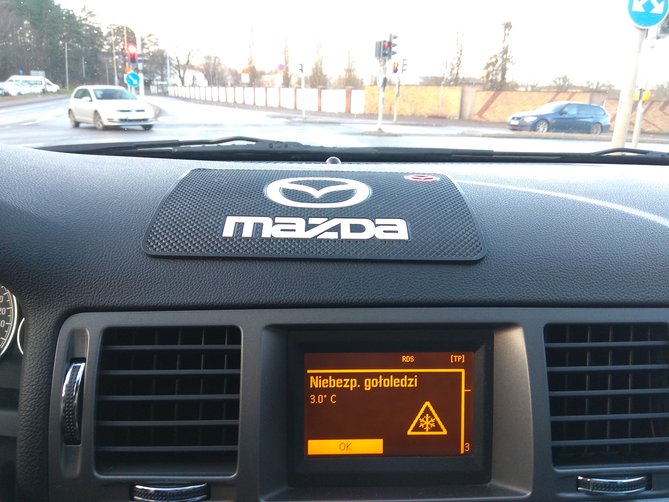 mazda
RDS [TP]
Niebezp. gołoledzi
3.0° C
OK
3